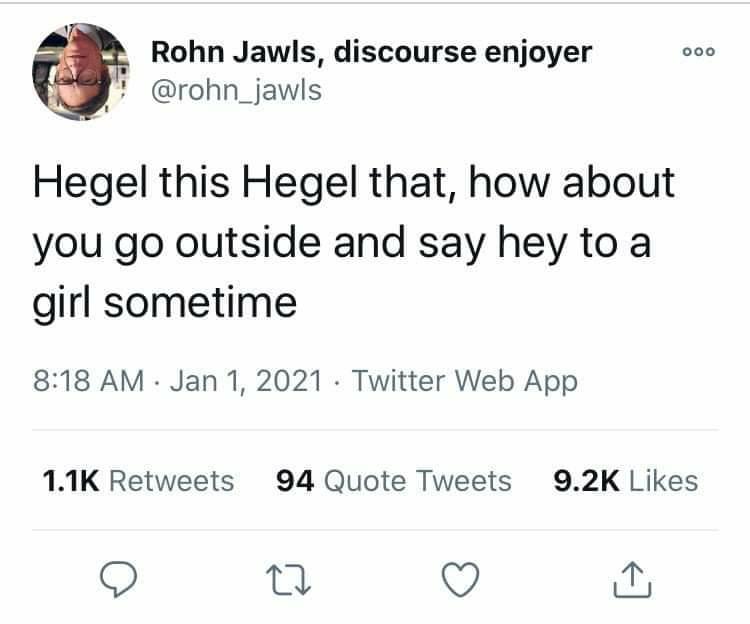 Rohn Jawls, discourse enjoyer
@rohn_jawls
Hegel this Hegel that, how about
you go outside and say hey to a
girl sometime
8:18 AM · Jan 1, 2021 · Twitter Web App
1.1K Retweets 94 Quote Tweets 9.2K Likes